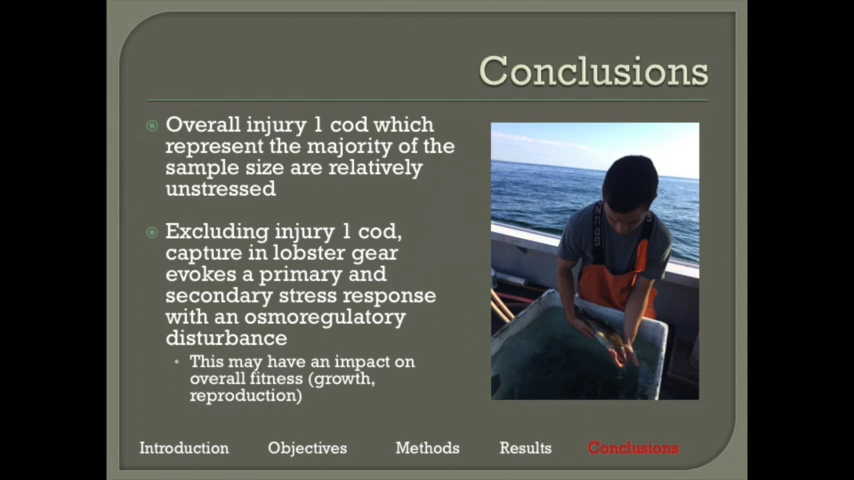 Conclusions
Overall injury 1 cod which
represent the majority of the
sample size are relatively
unstressed
Excluding injury 1 cod,
capture in lobster gear
evokes a primary and
secondary stress response
with an osmoregulatory
disturbance
This may have an impact on
overall fitness (growth,
reproduction)
Introduction Objectives Methods Results Conclusions